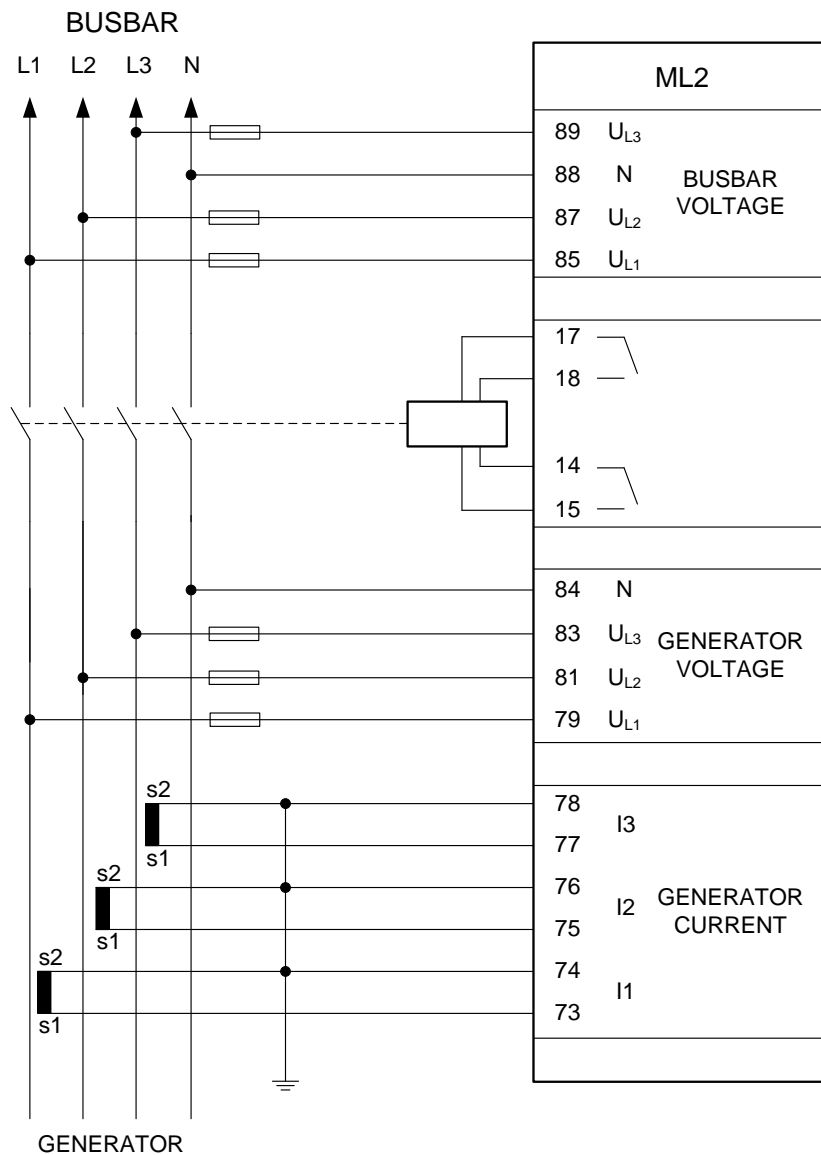 BUSBAR
L1 L2 L3 N
ML2
89 UL3
88 N
87 UL2
85 UL1
BUSBAR
VOLTAGE
17
18
14
15
84 N
83 UL3
81 UL2
79 UL1
GENERATOR
VOLTAGE
s2
s1
s2
s1
s2
s1
78
77
I3
76
75
I2
74
73
I1
GENERATOR
CURRENT
GENERATOR